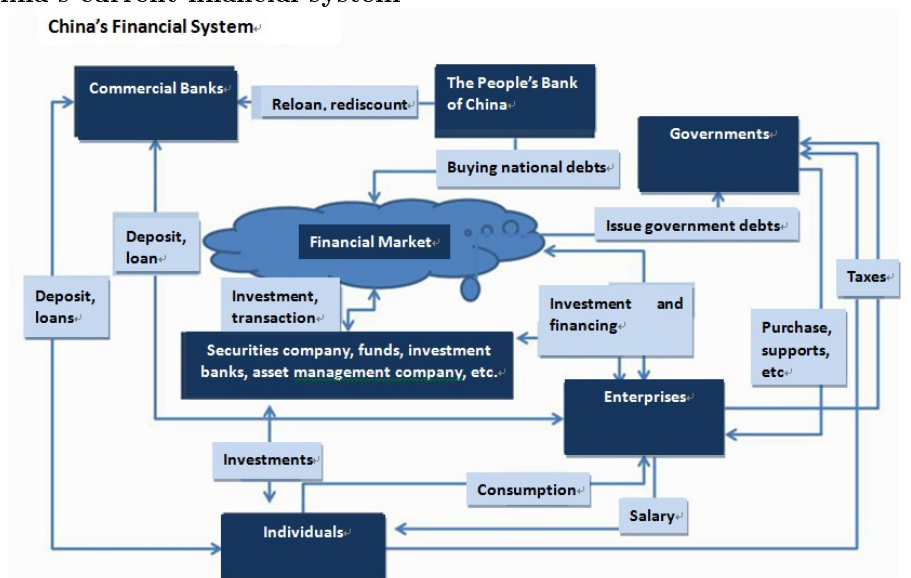 China's Financial System
Commercial Banks
Reloan, rediscount
The People's Bank
of China
Governments
Buying national debts
Issue government debts
Financial Market
Deposit,
loan
Taxes
Deposit,
loans
Investment,
transaction
Investment and
financing
Purchase,
supports,
etc
Securities company, funds, investment
banks, asset management company, etc.
Enterprises
Investments
Consumption
Salary
Individuals